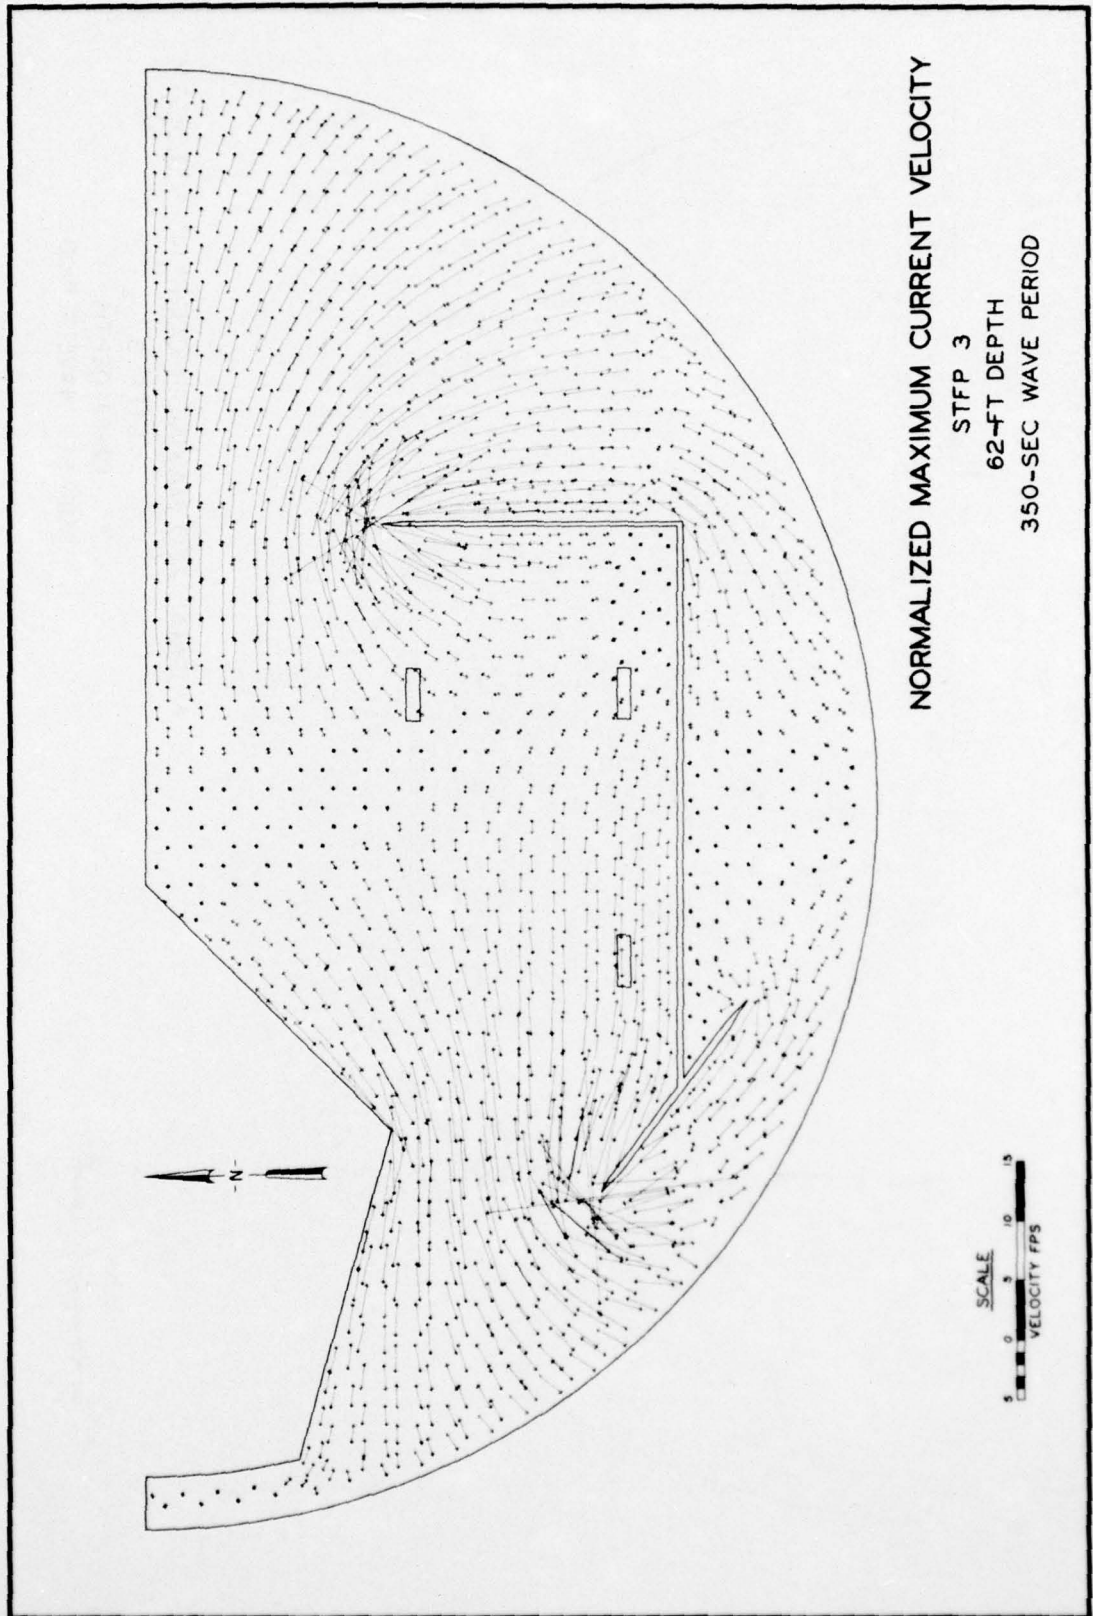 NORMALIZED MAXIMUM CURRENT VELOCITY
STFP 3
62-FT DEPTH
350-SEC WAVE PERIOD
N
SCALE
5 0 5 10 15
VELOCITY FPS